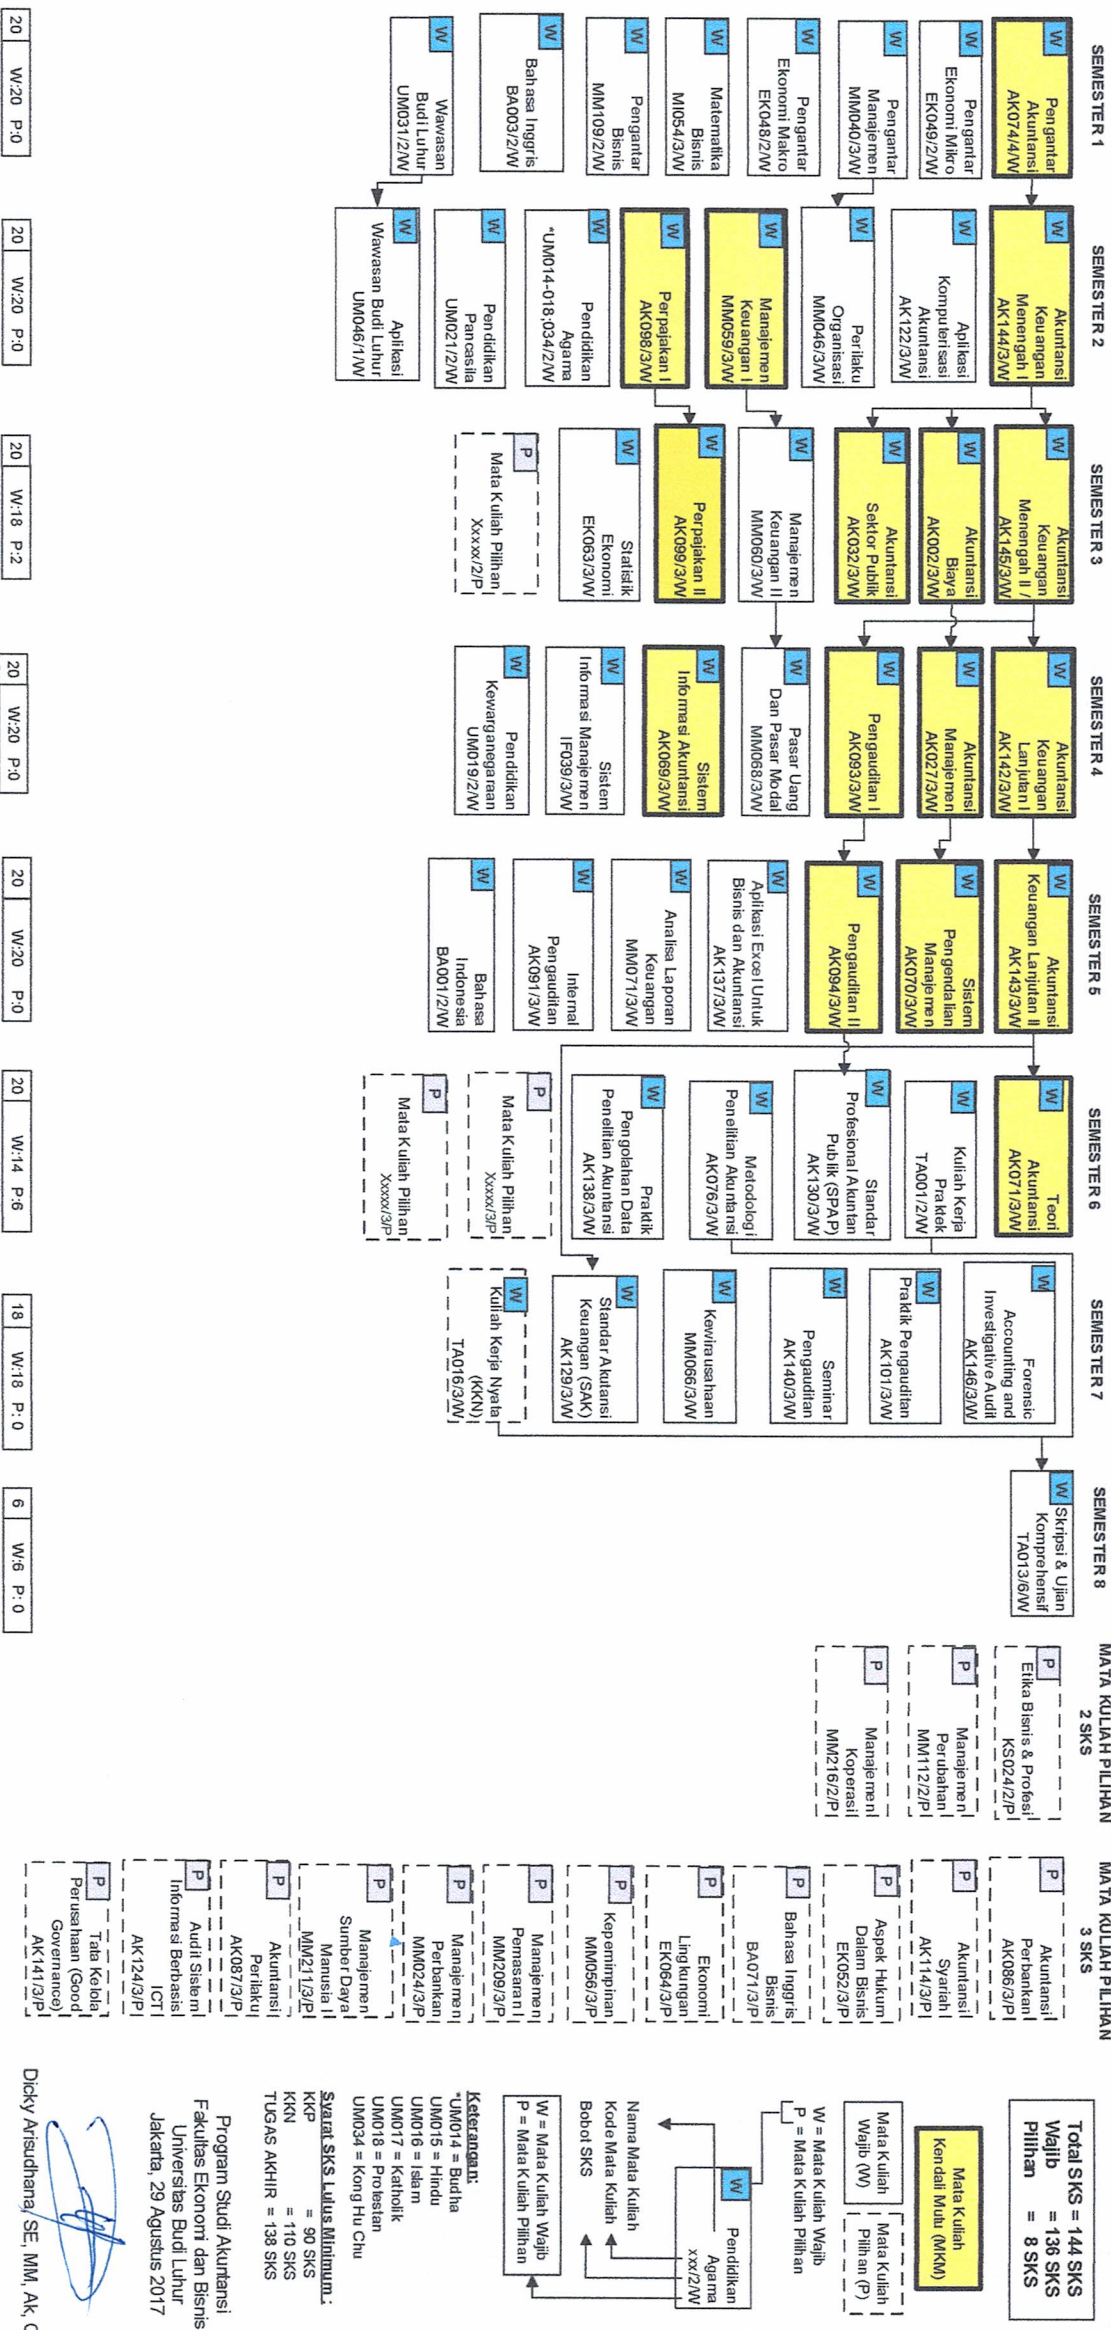 SEMESTER 1
W
Pengantar
Akuntansi
AK074/4/W
W
Pengantar
Ekonomi Mikro
EK049/2/W
W
Pengantar
Manajemen
MM040/3/W
W
Pengantar
Ekonomi Makro
EK048/2/W
W
Matematika
Bisnis
MI054/3/W
W
Pengantar
Bisnis
MM109/2/W
W
Bahasa Inggris
BA003/2/W
W
Wawasan
Budi Luhur
UM031/2/W
20 W:20 P:0
SEMESTER 2
W
Akuntansi
Keuangan
Menengah I
AK144/3/W
W
Aplikasi
Komputerisasi
Akuntansi
AK122/3/W
W
Perilaku
Organisasi
MM046/3/W
W
Manajemen
Keuangan I
MM059/3/W
W
Perpajakan I
AK098/3/W
W
Pendidikan
Agama
*UM014-018;034/2/W
W
Pendidikan
Pancasila
UM021/2/W
W
Aplikasi
Wawasan Budi Luhur
UM046/1/W
20 W:20 P:0
SEMESTER 3
W
Akuntansi
Keuangan
Menengah II /
AK145/3/W
W
Akuntansi
Biaya
AK002/3/W
W
Akuntansi
Sektor Publik
AK032/3/W
W
Manajemen
Keuangan II
MM060/3/W
W
Perpajakan II
AK099/3/W
W
Statistik
Ekonomi
EK063/3/W
P
Mata Kuliah Pilihan
Xxxxx/2/P
20 W:18 P:2
SEMESTER 4
W
Akuntansi
Keuangan
Lanjutan I
AK142/3/W
W
Akuntansi
Manajemen
AK027/3/W
W
Pengauditan I
AK093/3/W
W
Pasar Uang
Dan Pasar Modal
MM068/3/W
W
Sistem
Informasi Akuntansi
AK069/3/W
W
Sistem
Informasi Manajemen
IF039/3/W
W
Pendidikan
Kewarganegaraan
UM019/2/W
20 W:20 P:0
SEMESTER 5
W
Akuntansi
Keuangan Lanjutan II
AK143/3/W
W
Sistem
Pengendalian
Manajemen
AK070/3/W
W
Pengauditan II
AK094/3/W
W
Aplikasi Excel Untuk
Bisnis dan Akuntansi
AK137/3/W
W
Analisa Laporan
Keuangan
MM071/3/W
W
Internal
Pengauditan
AK091/3/W
W
Bahasa
Indonesia
BA001/2/W
20 W:20 P:0
SEMESTER 6
W
Teori
Akuntansi
AK071/3/W
W
Kuliah Kerja
Praktek
TA001/2/W
W
Standar
Profesional Akuntan
Publik (SPAP)
AK130/3/W
W
Metodologi
Penelitian Akuntansi
AK076/3/W
W
Praktik
Pengolahan Data
Penelitian Akuntansi
AK138/3/W
P
Mata Kuliah Pilihan
Xxxxx/3/P
P
Mata Kuliah Pilihan
Xxxxx/3/P
20 W:14 P:6
SEMESTER 7
W
Forensic
Accounting and
Investigative Audit
AK146/3/W
W
Praktik Pengauditan
AK101/3/W
W
Seminar
Pengauditan
AK140/3/W
W
Kewirausahaan
MM066/3/W
W
Standar Akutansi
Keuangan (SAK)
AK129/3/W
W
Kuliah Kerja Nyata
(KKN)
TA016/3/W
18 W:18 P: 0
SEMESTER 8
W
Skripsi & Ujian
Komprehensif
TA013/6/W
6 W:6 P: 0
MATA KULIAH PILIHAN
2 SKS
P
Etika Bisnis & Profesi
KS024/2/P
P
Manajemen
Perubahan
MM112/2/P
P
Manajemen
Koperasi
MM216/2/P
MATA KULIAH PILIHAN
3 SKS
P
Akuntansi
Perbankan
AK086/3/P
P
Akuntansi
Syariah
AK114/3/P
P
Aspek Hukum
Dalam Bisnis
EK052/3/P
P
Bahasa Inggris
Bisnis
BA071/3/P
P
Ekonomi
Lingkungan
EK064/3/P
P
Kepemimpinan
MM056/3/P
P
Manajemen
Pemasaran
MM209/3/P
P
Manajemen
Perbankan
MM024/3/P
P
Manajemen
Sumber Daya
Manusia
MM211/3/P
P
Akuntansi
Perilaku
AK087/3/P
P
Audit Sistem
Informasi Berbasis
ICT
AK124/3/P
P
Tata Kelola
Perusahaan (Good
Governance)
AK141/3/P
Total SKS = 144 SKS
Wajib = 136 SKS
Pilihan = 8 SKS
Mata Kuliah
Kendali Mutu (MKM)
Mata Kuliah
Wajib (W)
Mata Kuliah
Pilihan (P)
W = Mata Kuliah Wajib
P = Mata Kuliah Pilihan
Nama Mata Kuliah
Kode Mata Kuliah
Bobot SKS
W
Pendidikan
Agama
xxx/2/W
W = Mata Kuliah Wajib
P = Mata Kuliah Pilihan
Keterangan:
*UM014 = Budha
UM015 = Hindu
UM016 = Islam
UM017 = Katholik
UM018 = Protestan
UM034 = Kong Hu Chu
Syarat SKS Lulus Minimum :
KKP = 90 SKS
KKN = 110 SKS
TUGAS AKHIR = 138 SKS
Program Studi Akuntansi
Fakultas Ekonomi dan Bisnis
Universitas Budi Luhur
Jakarta, 29 Agustus 2017
Dicky Arisudhana, SE, MM, Ak,